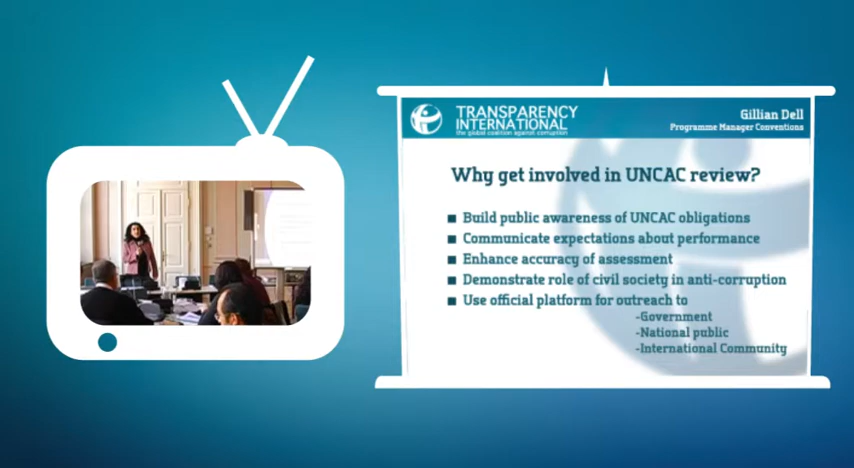 TRANSPARENCY
INTERNATIONAL
the global coalition against corruption
Gillian Dell
Programme Manager Conventions
Why get involved in UNCAC review?
Build public awareness of UNCAC obligations
Communicate expectations about performance
Enhance accuracy of assessment
Demonstrate role of civil society in anti-corruption
Use official platform for outreach to
-Government
-National public
-International Community